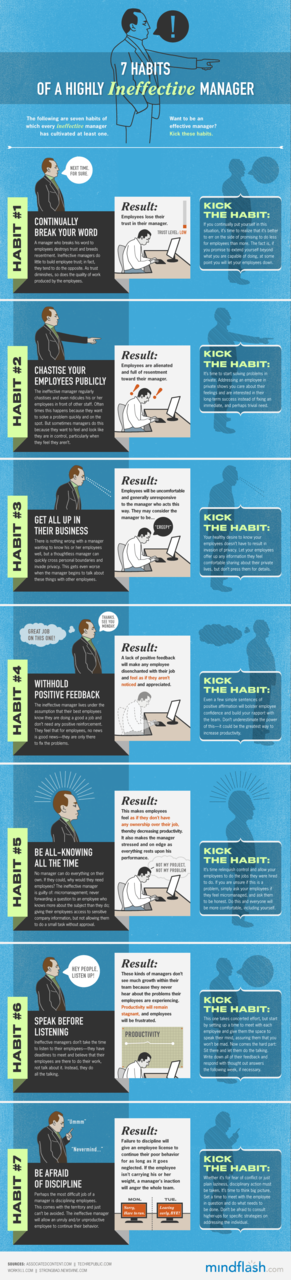 7 HABITS
OF A HIGHLY Ineffective MANAGER
The following are seven habits of
which every ineffective manager
has cultivated at least one.
Want to be an
effective manager?
Kick these habits.
HABIT #1
NEXT TIME,
FOR SURE.
CONTINUALLY
BREAK YOUR WORD
A manager who breaks his word to
employees destroys trust and breeds
resentment. Ineffective managers do
little to build employee trust; in fact,
they tend to do the opposite. As trust
diminishes, so does the quality of work
produced by the employees.
Result:
Employees lose their
trust in their manager.
TRUST LEVEL: LOW
KICK
THE HABIT:
If you continually put yourself in this
situation, it's time to realize that it's better
to err on the side of promising to do less
for employees than more. The fact is, if
you promise to extend yourself beyond
what you are capable of doing, at some
point you will let your employees down.
HABIT #2
CHASTISE YOUR
EMPLOYEES PUBLICLY
The ineffective manager regularly
chastises and even ridicules his or her
employees in front of other staff. Often
times this happens because they want
to solve a problem quickly and on the
spot. But sometimes managers do this
because they want to feel and look like
they are in control, particularly when
they feel they aren't.
Result:
Employees are alienated
and full of resentment
toward their manager.
KICK
THE HABIT:
It's time to start solving problems in
private. Addressing an employee in
private shows you care about their
feelings and are interested in their
long-term success instead of fixing an
immediate, and perhaps trivial need.
HABIT #3
GET ALL UP IN
THEIR BUSINESS
There is nothing wrong with a manager
wanting to know his or her employees
well, but a thoughtless manager can
quickly cross personal boundaries and
invade privacy. This gets even worse
when the manager begins to talk about
these things with other employees.
Result:
Employees will be uncomfortable
and generally unresponsive
to the manager who acts this
way. They may consider the
manager to be...
"CREEPY"
KICK
THE HABIT:
Your healthy desire to know your
employees doesn't have to result in
invasion of privacy. Let your employees
offer up any information they feel
comfortable sharing about their private
lives, but don't press them for details.
HABIT #4
GREAT JOB
ON THIS ONE!
THANKS.
SEE YOU
MONDAY.
WITHHOLD
POSITIVE FEEDBACK
The ineffective manager lives under the
assumption that their best employees
know they are doing a good job and
don't need any positive reinforcement.
They feel that for employees, no news
is good news—they are only there
to fix the problems.
Result:
A lack of positive feedback
will make any employee
disenchanted with their job
and feel as if they aren't
noticed and appreciated.
KICK
THE HABIT:
Even a few simple sentences of
positive affirmation will bolster employee
confidence and build your support with
the team. Don't underestimate the power
of this—it could be the greatest way to
increase productivity.
HABIT #5
BE ALL-KNOWING
ALL THE TIME
No manager can do everything on their
own. If they could, why would they need
employees? The ineffective manager
is guilty of micromanagement; never
forwarding a question to an employee who
knows more about the subject than they do;
giving their employees access to sensitive
company information, but not allowing them
to do a small task without approval.
Result:
This makes employees
feel as if they don't have
any ownership over their job,
thereby decreasing productivity.
It also makes the manager
stressed and on edge as
everything rests upon his
performance.
NOT MY PROJECT,
NOT MY PROBLEM
KICK
THE HABIT:
It's time relinquish control and allow your
employees to do the jobs they were hired
to do. If you are unsure if this is a
problem, simply ask your employees if
they feel micromanaged, and ask them
to be honest. Do this and everyone will
be more comfortable, including yourself.
HABIT #6
HEY PEOPLE,
LISTEN UP!
SPEAK BEFORE
LISTENING
Ineffective managers don't take the time
to listen to their employees—they have
deadlines to meet and believe that their
employees are there to do their work,
not talk about it. Instead, they do
all the talking.
Result:
These kinds of managers don't
see much growth within their
team because they never
hear about the problems their
employees are experiencing.
Productivity will remain
stagnant, and employees
will be frustrated.
PRODUCTIVITY
KICK
THE HABIT:
This one takes concerted effort, but start
by setting up a time to meet with each
employee and give them the space to
speak their mind, assuring them that you
won't be mad. Now comes the hard part:
Sit there and let them do the talking.
Write down all of their feedback and
respond with thought out answers the
following week, if necessary.
HABIT #7
"Smmm"
"Nevermind..."
BE AFRAID
OF DISCIPLINE
Perhaps the most difficult job of a
manager is disciplining employees.
This comes with the territory and just
can't be avoided. The ineffective manager
will allow an unruly and/or unproductive
employee to continue their behavior.
Result:
Failure to discipline will
give an employee license to
continue their poor behavior
for as long as it goes
neglected. If the employee
isn't carrying his or her
weight, a manager's inaction
will anger the whole team.
MON.
TUE.
Leaving
early, BYE!
KICK
THE HABIT:
Whether it's for fear of conflict or just
plain laziness, disciplinary action must
be taken. It's time to think big picture.
Set a time to meet with the employee
in question and do what needs to
be done. Don't be afraid to consult
higher-ups for specific strategies on
addressing the individual.
SOURCES:
mindflash.com